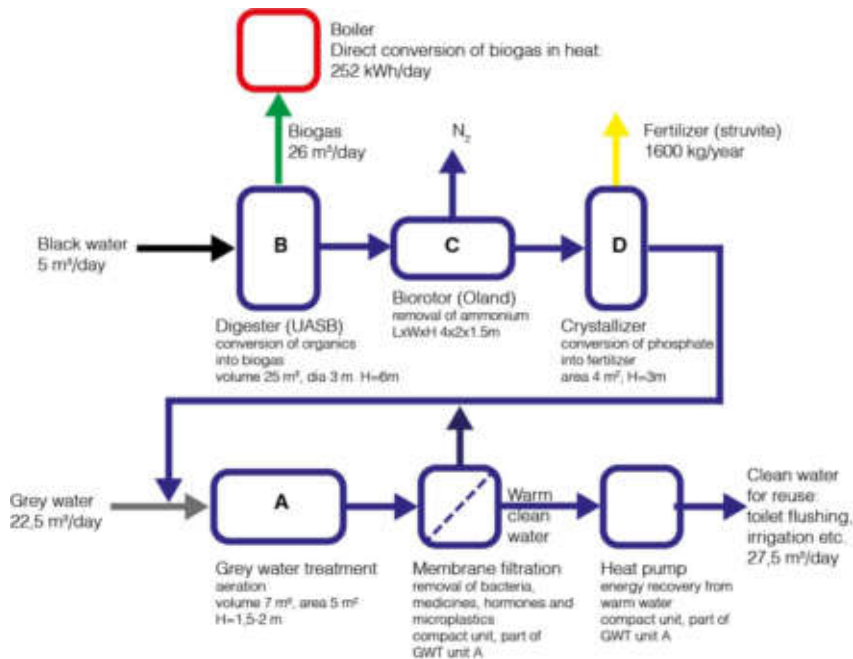 Boiler
Direct conversion of biogas in heat
252 kWh/day
Biogas
26 m³/day
N₂
Fertilizer (struvite)
1600 kg/year
Black water
5 m³/day
B
C
D
Digester (UASB)
conversion of organics
into biogas
volume 25 m³, dia 3 m H=6m
Biorotor (Oland)
removal of ammonium
LxWxH 4x2x1.5m
Crystallizer
conversion of phosphate
into fertilizer
area 4 m², H=3m
Grey water
22,5 m³/day
A
Warm
clean
water
Clean water
for reuse:
toilet flushing,
irrigation etc.
27,5 m³/day
Grey water treatment
aeration
volume 7 m³, area 5 m²
H=1,5-2 m
Membrane filtration
removal of bacteria,
medicines, hormones and
microplastics
compact unit, part of
GWT unit A
Heat pump
energy recovery from
warm water
compact unit, part of
GWT unit A